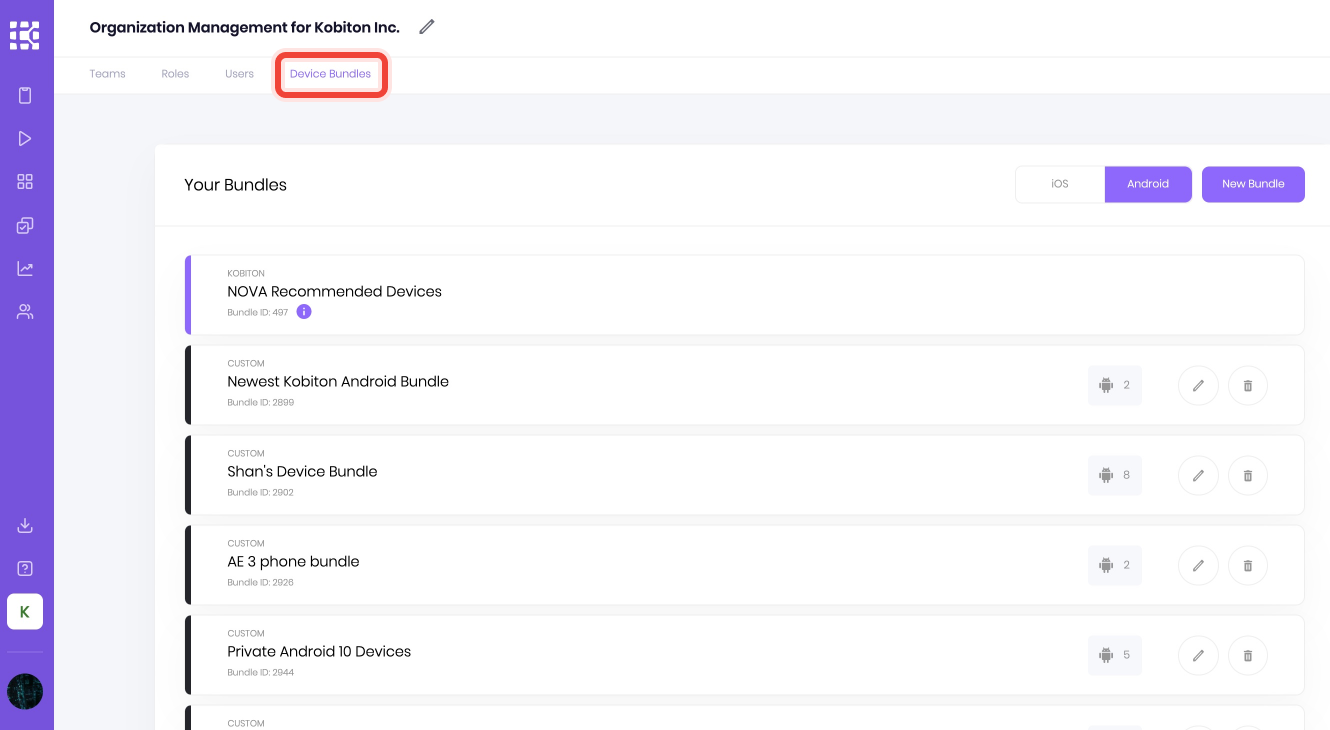 Organization Management for Kobiton Inc.
Teams Roles Users Device Bundles
Your Bundles
iOS Android New Bundle
KOBITON
NOVA Recommended Devices
Bundle ID: 497
CUSTOM
Newest Kobiton Android Bundle
2
Bundle ID: 2899
CUSTOM
Shan's Device Bundle
8
Bundle ID: 2902
CUSTOM
AE 3 phone bundle
2
Bundle ID: 2926
K
CUSTOM
Private Android 10 Devices
5
Bundle ID: 2944
CUSTOM